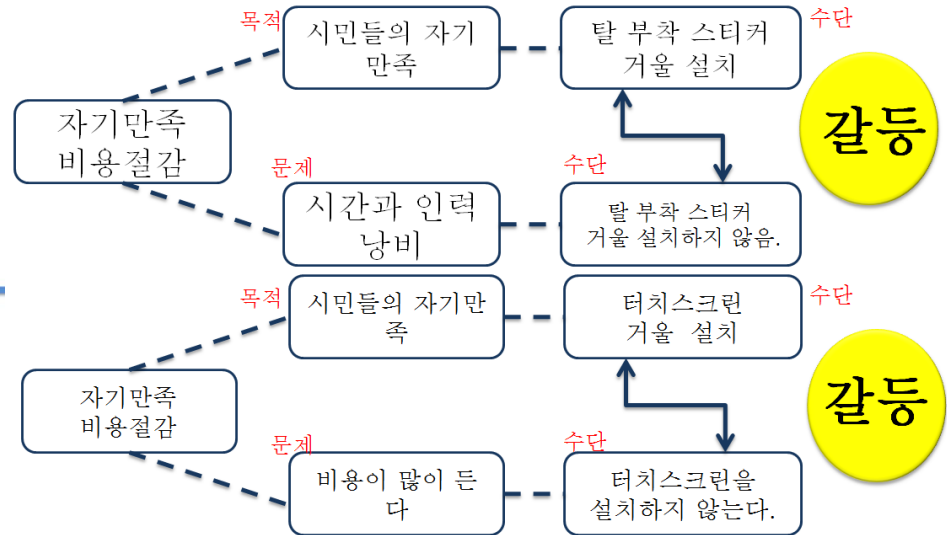 목적
시민들의 자기
만족
탈 부착 스티커
거울 설치
수단
갈등
자기만족
비용절감
문제
시간과 인력
낭비
수단
탈 부착 스티커
거울 설치하지 않음.
목적
시민들의 자기만
족
터치스크린
거울 설치
수단
갈등
자기만족
비용절감
문제
비용이 많이 든
다
수단
터치스크린을
설치하지 않는다.